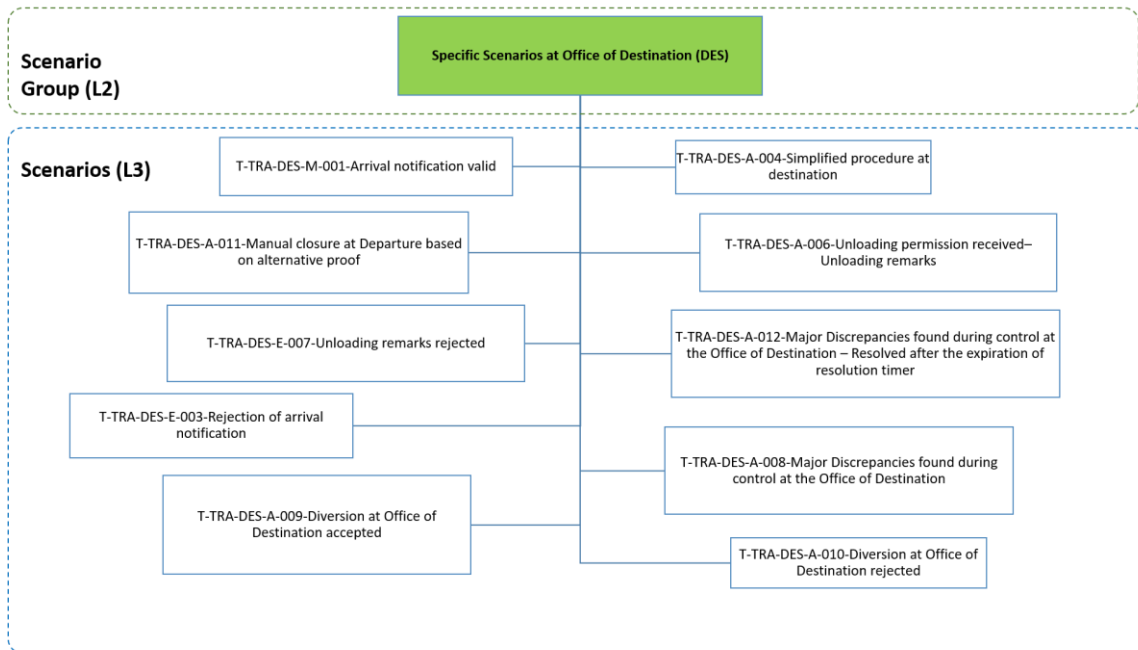 Specific Scenarios at Office of Destination (DES)
Scenario
Group (L2)
Scenarios (L3)
T-TRA-DES-M-001-Arrival notification valid
T-TRA-DES-A-004-Simplified procedure at
destination
T-TRA-DES-A-011-Manual closure at Departure based
on alternative proof
T-TRA-DES-A-006-Unloading permission received–
Unloading remarks
T-TRA-DES-E-007-Unloading remarks rejected
T-TRA-DES-A-012-Major Discrepancies found during control at
the Office of Destination – Resolved after the expiration of
resolution timer
T-TRA-DES-E-003-Rejection of arrival
notification
T-TRA-DES-A-008-Major Discrepancies found during
control at the Office of Destination
T-TRA-DES-A-009-Diversion at Office of
Destination accepted
T-TRA-DES-A-010-Diversion at Office of
Destination rejected